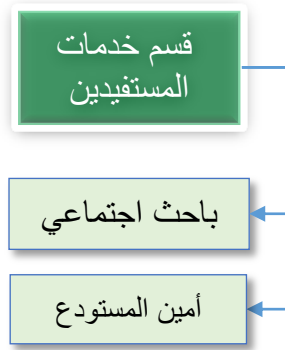 قسم خدمات
المستفيدين
باحث اجتماعي
أمين المستودع